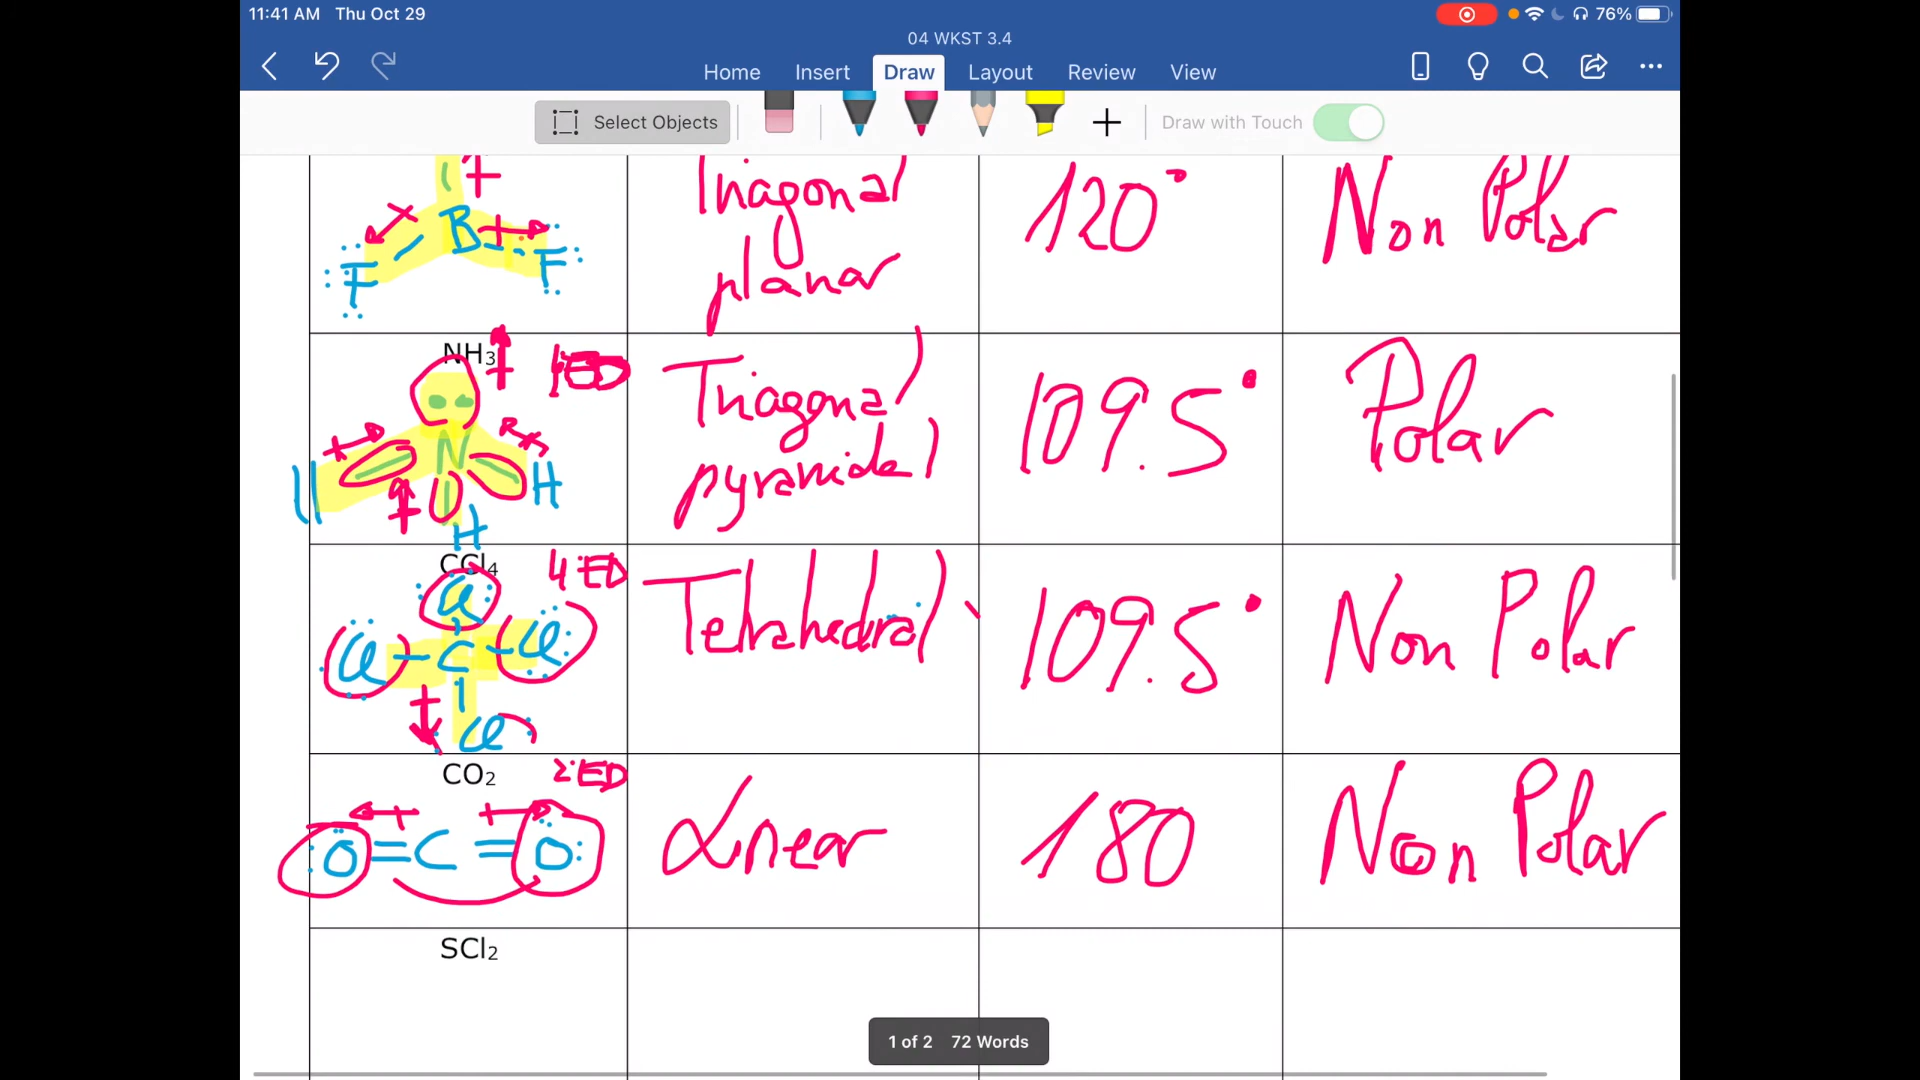 11:41 AM Thu Oct 29
76%
04 WKST 3.4
Home Insert Draw Layout Review View
Select Objects
Draw with Touch
B
F F
Triagonal
planar
120°
Non Polar
NH3
4 ED
N
H H
H
Triagonal
pyramidal
109.5°
Polar
CCl4
4 ED
Cl
Cl - C - Cl
Cl
Tetrahedral
109.5°
Non Polar
CO2
2 ED
:O = C = O:
Linear
180
Non Polar
SCl2
1 of 2 72 Words